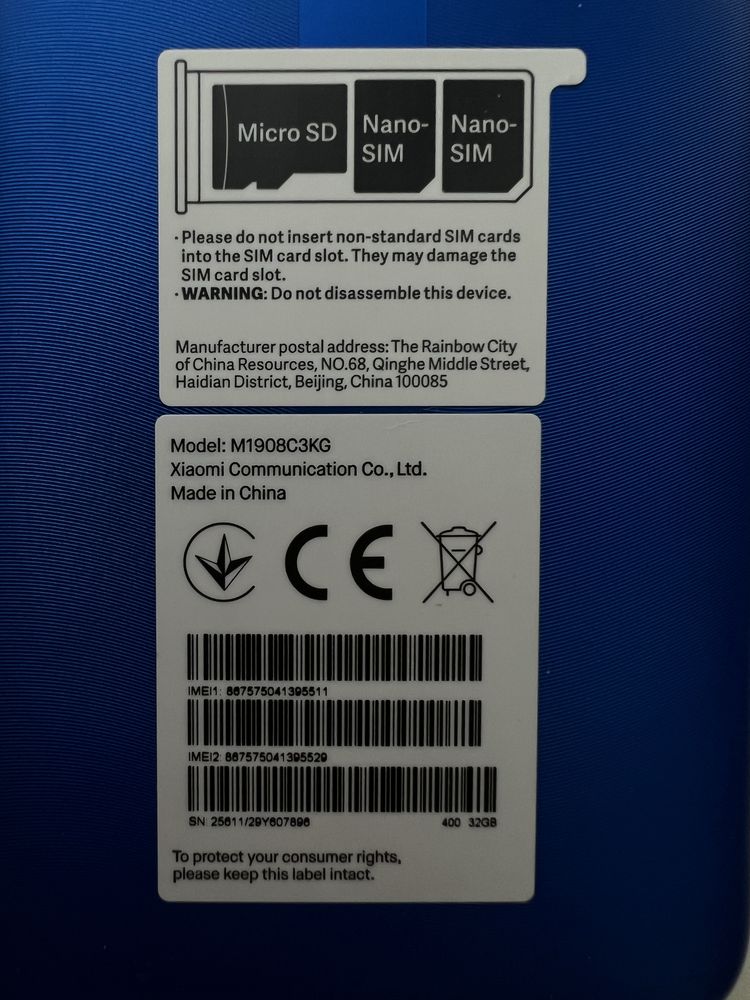 Micro SD
Nano-
SIM
Nano-
SIM
· Please do not insert non-standard SIM cards
into the SIM card slot. They may damage the
SIM card slot.
· WARNING: Do not disassemble this device.
Manufacturer postal address: The Rainbow City
of China Resources, NO.68, Qinghe Middle Street,
Haidian District, Beijing, China 100085
Model: M1908C3KG
Xiaomi Communication Co., Ltd.
Made in China
CE
IMEI1: 867575041395511
IMEI2: 867575041395529
SN: 25611/29Y607896 400 32GB
To protect your consumer rights,
please keep this label intact.